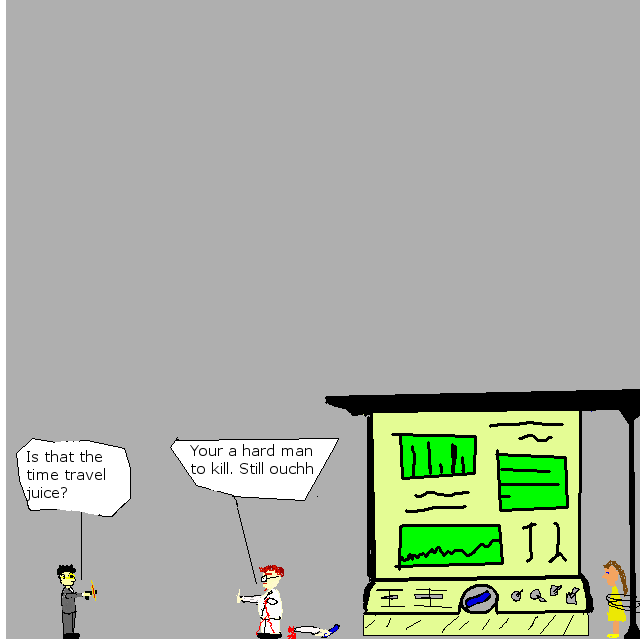 Is that the
time travel
juice?
Your a hard man
to kill. Still ouchh